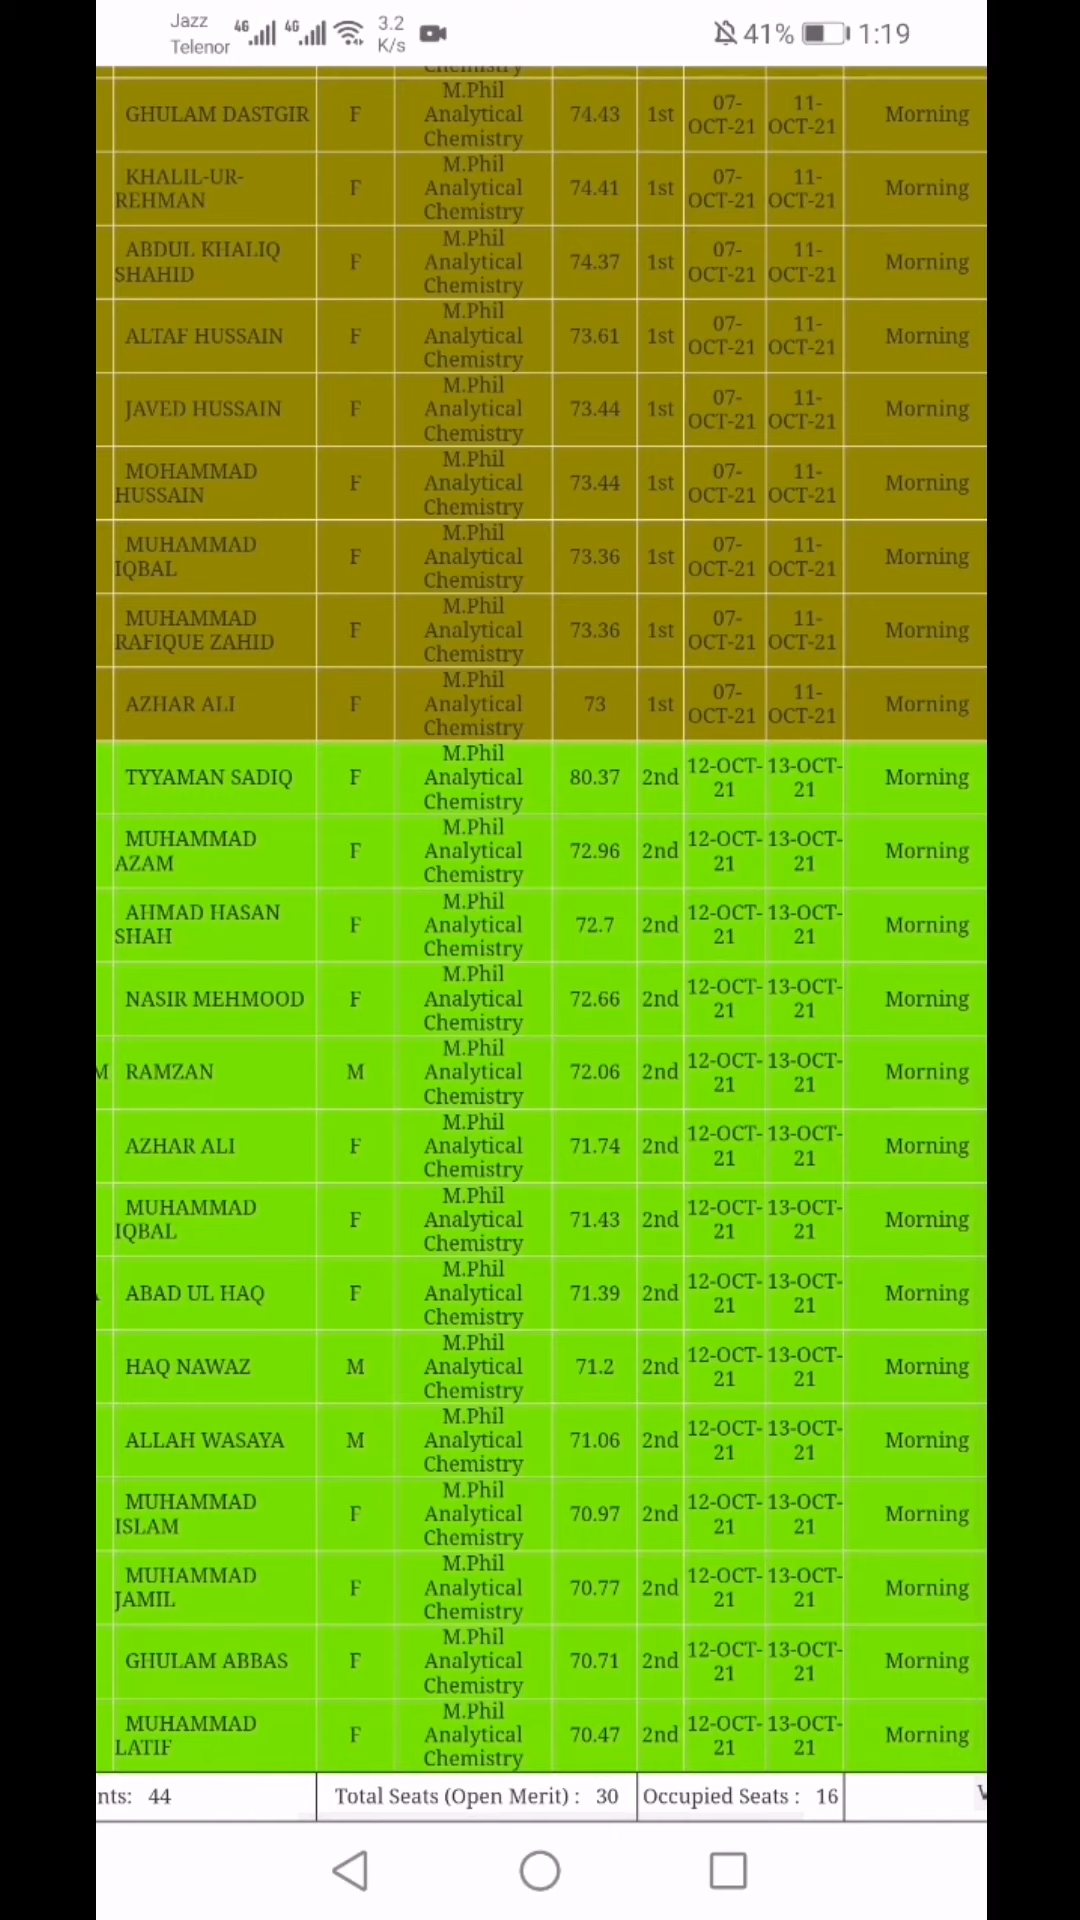 Jazz
Telenor
4G 4G
3.2
K/s
41% 1:19
Chemistry
GHULAM DASTGIR F M.Phil Analytical Chemistry 74.43 1st 07-OCT-21 11-OCT-21 Morning
KHALIL-UR-REHMAN F M.Phil Analytical Chemistry 74.41 1st 07-OCT-21 11-OCT-21 Morning
ABDUL KHALIQ SHAHID F M.Phil Analytical Chemistry 74.37 1st 07-OCT-21 11-OCT-21 Morning
ALTAF HUSSAIN F M.Phil Analytical Chemistry 73.61 1st 07-OCT-21 11-OCT-21 Morning
JAVED HUSSAIN F M.Phil Analytical Chemistry 73.44 1st 07-OCT-21 11-OCT-21 Morning
MOHAMMAD HUSSAIN F M.Phil Analytical Chemistry 73.44 1st 07-OCT-21 11-OCT-21 Morning
MUHAMMAD IQBAL F M.Phil Analytical Chemistry 73.36 1st 07-OCT-21 11-OCT-21 Morning
MUHAMMAD RAFIQUE ZAHID F M.Phil Analytical Chemistry 73.36 1st 07-OCT-21 11-OCT-21 Morning
AZHAR ALI F M.Phil Analytical Chemistry 73 1st 07-OCT-21 11-OCT-21 Morning
TYYAMAN SADIQ F M.Phil Analytical Chemistry 80.37 2nd 12-OCT-21 13-OCT-21 Morning
MUHAMMAD AZAM F M.Phil Analytical Chemistry 72.96 2nd 12-OCT-21 13-OCT-21 Morning
AHMAD HASAN SHAH F M.Phil Analytical Chemistry 72.7 2nd 12-OCT-21 13-OCT-21 Morning
NASIR MEHMOOD F M.Phil Analytical Chemistry 72.66 2nd 12-OCT-21 13-OCT-21 Morning
M RAMZAN M M.Phil Analytical Chemistry 72.06 2nd 12-OCT-21 13-OCT-21 Morning
AZHAR ALI F M.Phil Analytical Chemistry 71.74 2nd 12-OCT-21 13-OCT-21 Morning
MUHAMMAD IQBAL F M.Phil Analytical Chemistry 71.43 2nd 12-OCT-21 13-OCT-21 Morning
ABAD UL HAQ F M.Phil Analytical Chemistry 71.39 2nd 12-OCT-21 13-OCT-21 Morning
HAQ NAWAZ M M.Phil Analytical Chemistry 71.2 2nd 12-OCT-21 13-OCT-21 Morning
ALLAH WASAYA M M.Phil Analytical Chemistry 71.06 2nd 12-OCT-21 13-OCT-21 Morning
MUHAMMAD ISLAM F M.Phil Analytical Chemistry 70.97 2nd 12-OCT-21 13-OCT-21 Morning
MUHAMMAD JAMIL F M.Phil Analytical Chemistry 70.77 2nd 12-OCT-21 13-OCT-21 Morning
GHULAM ABBAS F M.Phil Analytical Chemistry 70.71 2nd 12-OCT-21 13-OCT-21 Morning
MUHAMMAD LATIF F M.Phil Analytical Chemistry 70.47 2nd 12-OCT-21 13-OCT-21 Morning
nts: 44 Total Seats (Open Merit) : 30 Occupied Seats : 16